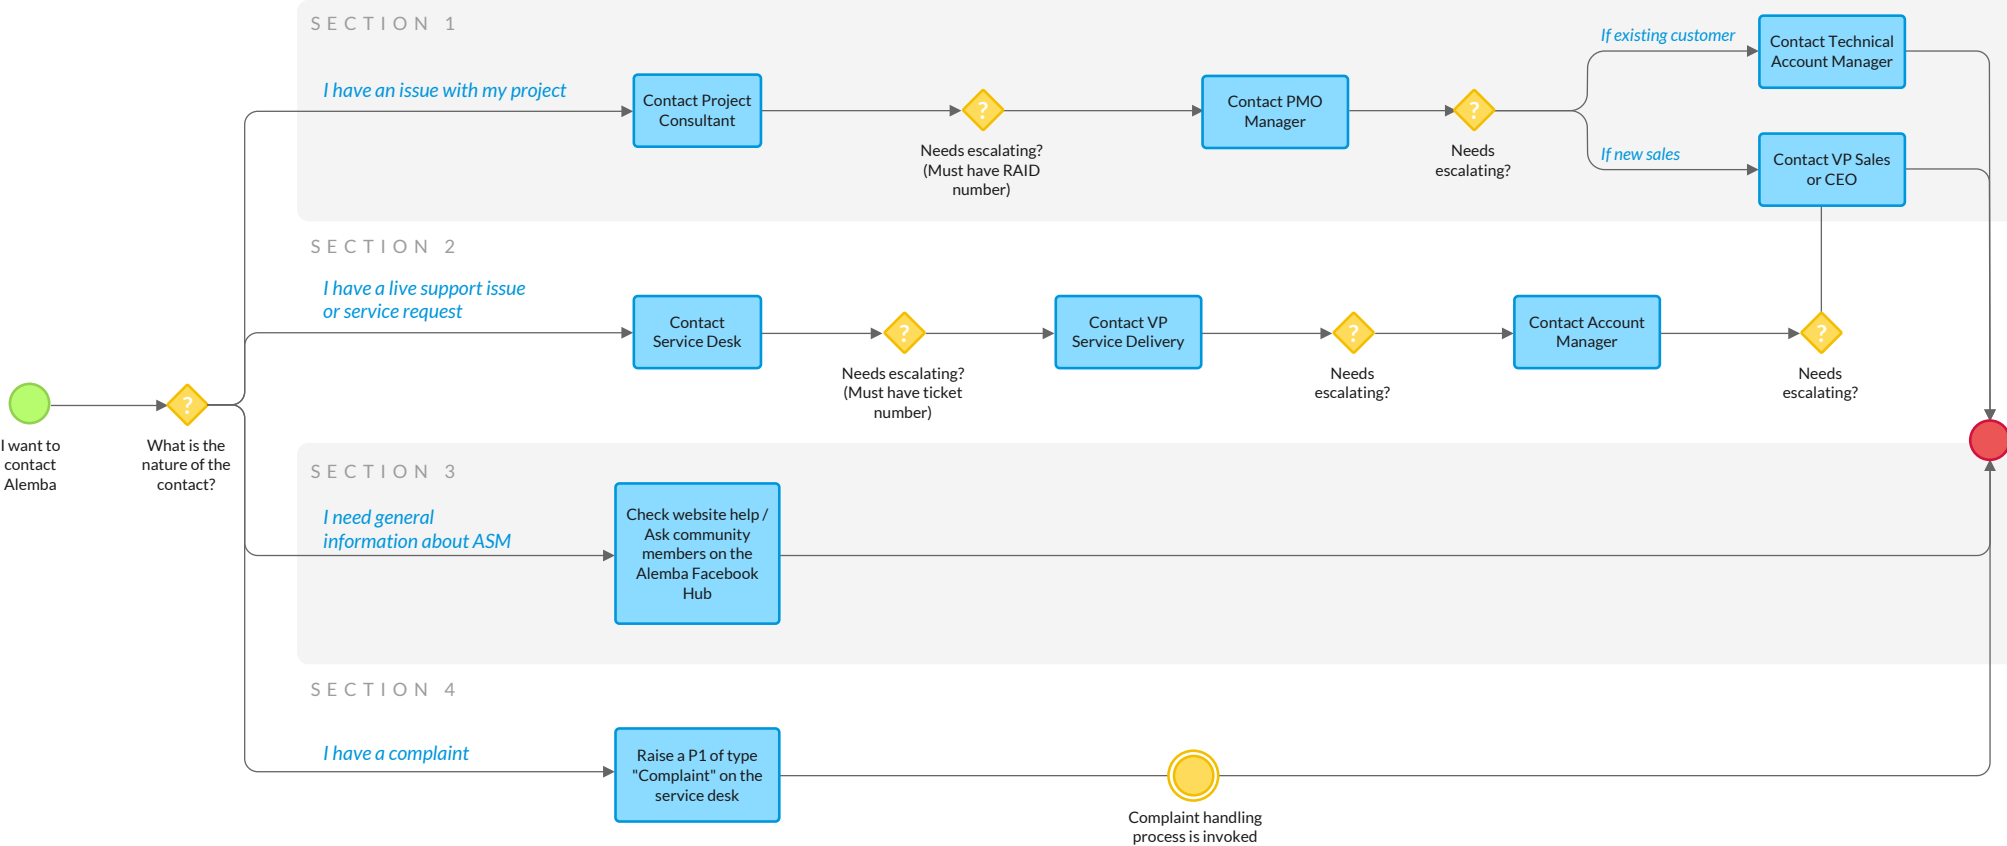 SECTION 1
I have an issue with my project
Contact Project
Consultant
?
Needs escalating?
(Must have RAID
number)
Contact PMO
Manager
?
Needs
escalating?
If existing customer
Contact Technical
Account Manager
If new sales
Contact VP Sales
or CEO
SECTION 2
I have a live support issue
or service request
Contact
Service Desk
?
Needs escalating?
(Must have ticket
number)
Contact VP
Service Delivery
?
Needs
escalating?
Contact Account
Manager
?
Needs
escalating?
I want to
contact
Alemba
?
What is the
nature of the
contact?
SECTION 3
I need general
information about ASM
Check website help /
Ask community
members on the
Alemba Facebook
Hub
SECTION 4
I have a complaint
Raise a P1 of type
"Complaint" on the
service desk
Complaint handling
process is invoked